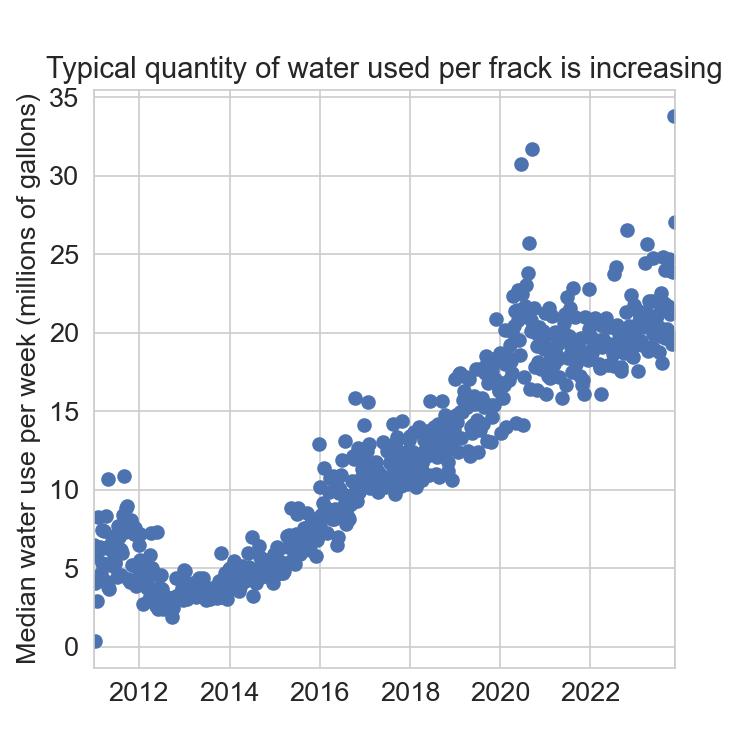 Typical quantity of water used per frack is increasing
Median water use per week (millions of gallons)
35
30
25
20
15
10
5
0
2012 2014 2016 2018 2020 2022